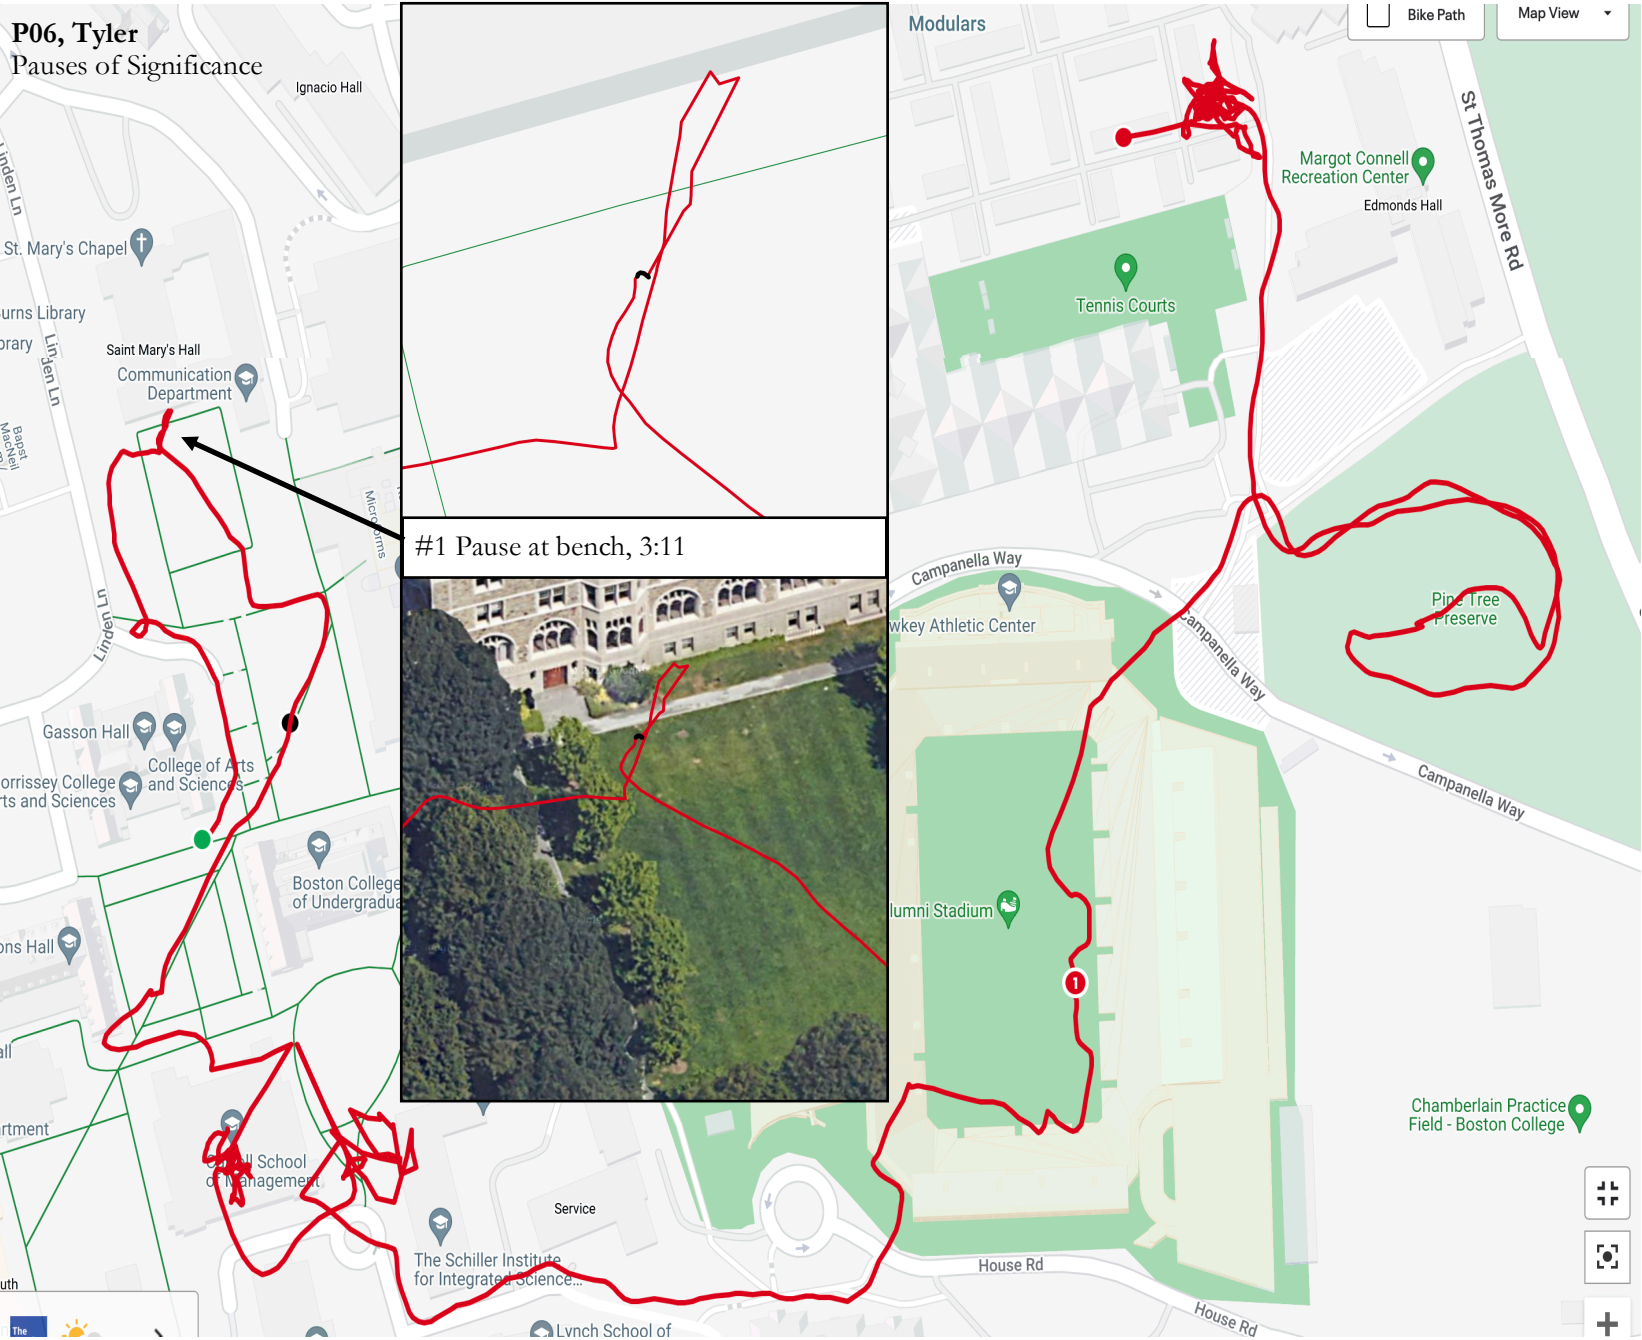 P06, Tyler
Pauses of Significance
Ignacio Hall
Linden Ln
St. Mary's Chapel
urns Library
brary
Linden Ln
Saint Mary's Hall
Communication
Department
Bapst
MacNeil
Linden Ln
Gasson Hall
College of Arts
and Sciences
orrissey College
rts and Sciences
Boston College
of Undergradua
ons Hall
all
artment
School
of Management
uth
The
#1 Pause at bench, 3:11
The Schiller Institute
for Integrated Science...
Service
Lynch School of
House Rd
House Rd
Modulars
Bike Path
Map View
St Thomas More Rd
Margot Connell
Recreation Center
Edmonds Hall
Tennis Courts
Campanella Way
wkey Athletic Center
Campanella Way
Pine Tree
Preserve
Campanella Way
lumni Stadium
1
Chamberlain Practice
Field - Boston College